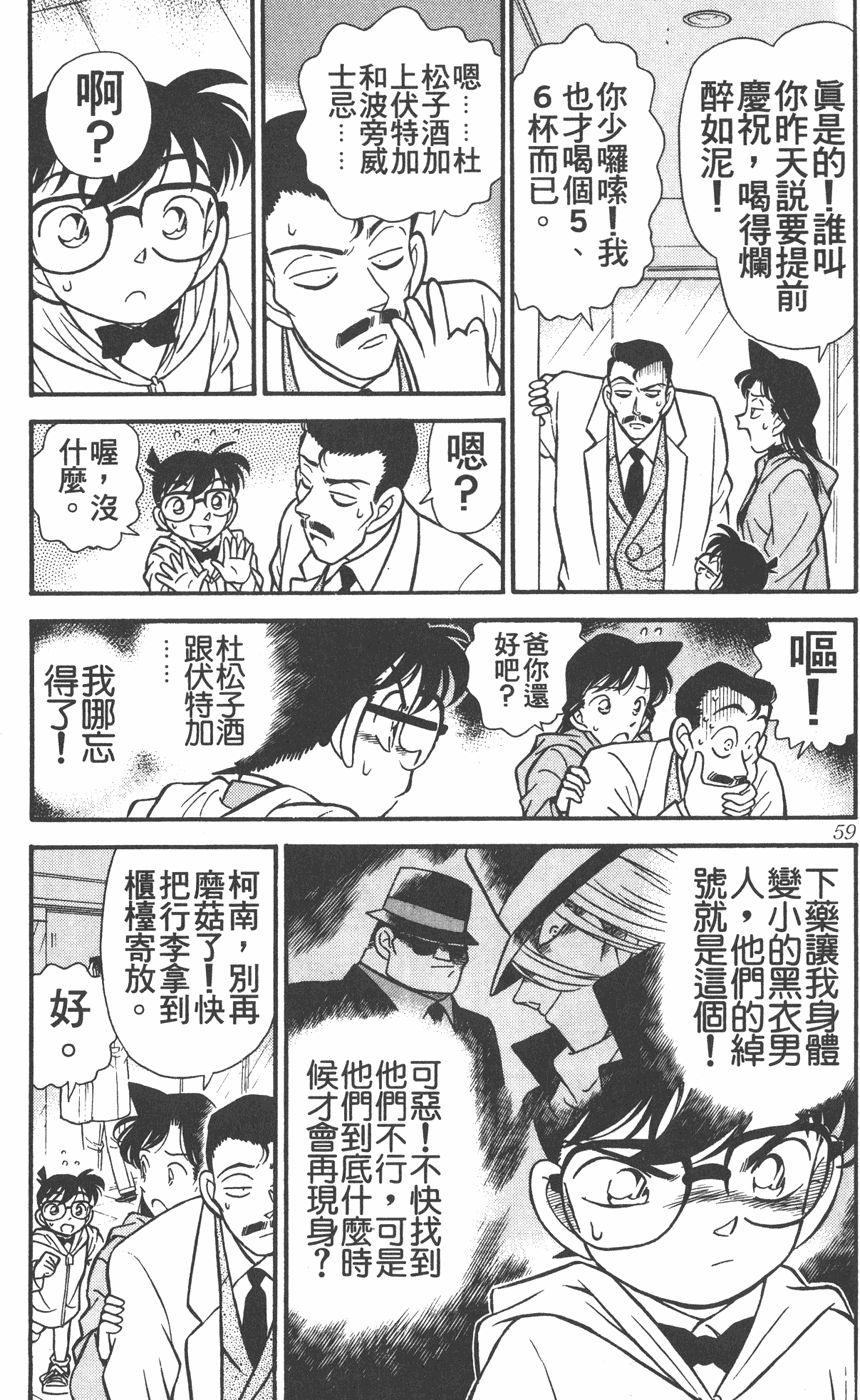 真是的！誰叫
你昨天説要提前
慶祝，喝得爛
醉如泥！
你少囉嗦！我
也才喝個5、
6杯而已。
嗯……杜
松子酒加
上伏特加
和波旁威
士忌……
啊？
嗯？
喔，沒
什麼。
嘔！
爸你還
好吧？
杜松子酒
跟伏特加
……
我哪忘
得了！
59
下藥讓我身體
變小的黑衣男
人，他們的綽
號就是這個！
可惡！不快找到
他們不行，可是
他們到底什麼時
候才會再現身？
柯南，別再
磨菇了！快
把行李拿到
櫃檯寄放。
好。